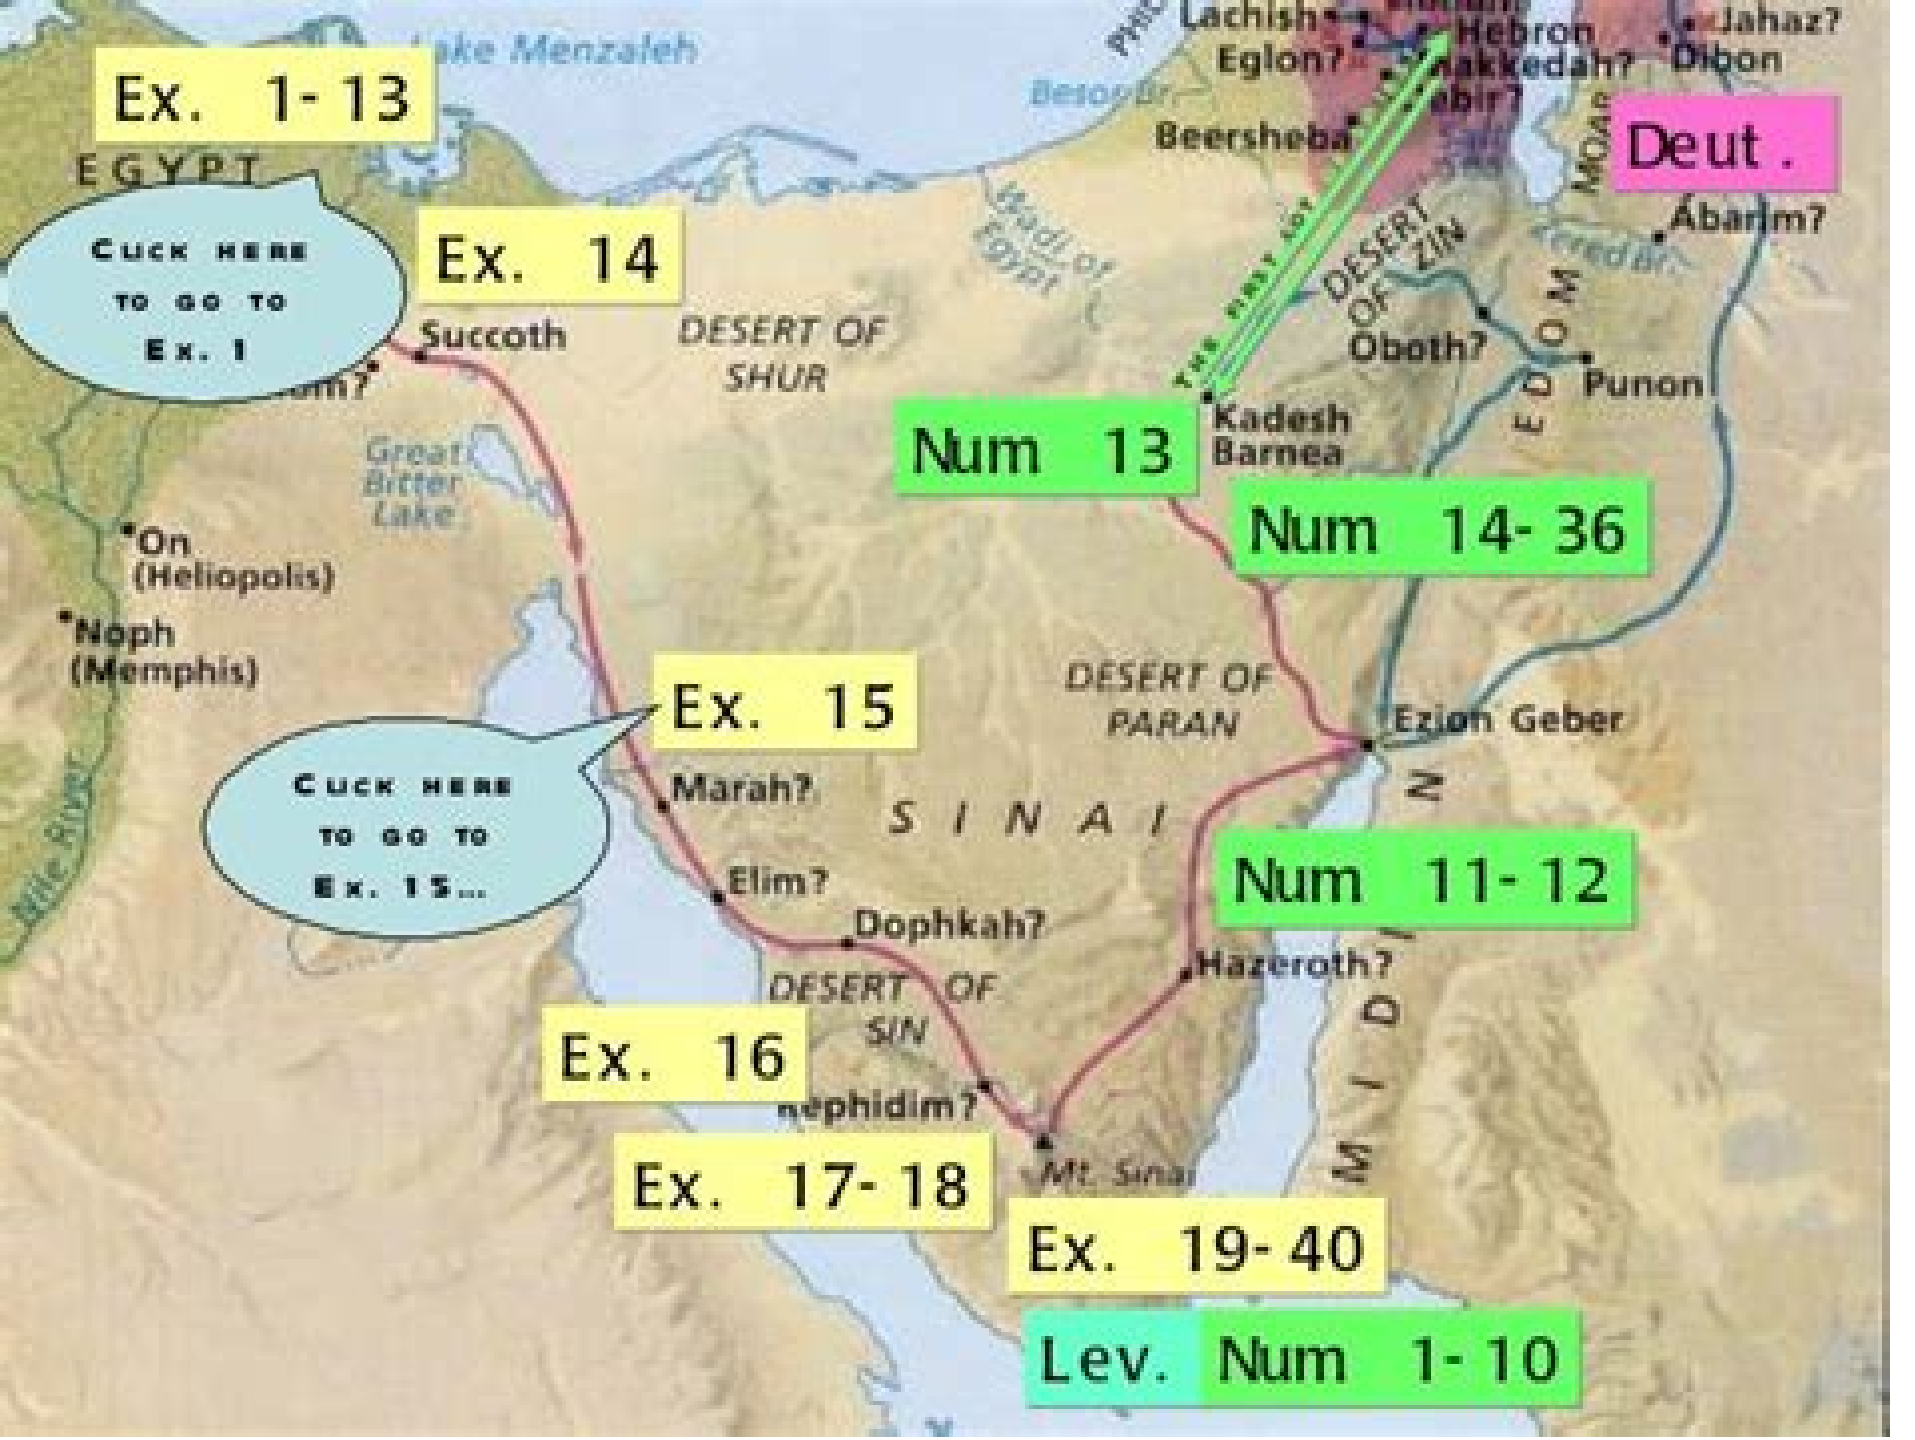 Lake Menzaleh
Ex. 1-13
EGYPT
CLICK HERE
TO GO TO
Ex. 1
Ex. 14
Succoth
DESERT OF
SHUR
Great
Bitter
Lake
On
(Heliopolis)
Noph
(Memphis)
Nile River
Lachish
Eglon?
Hebron
Jahaz?
Dibon
Besor Br.
Beersheba
MOAB
Deut.
Abarim?
Zered Br.
Wadi of
Egypt
THE FIRST LOT
DESERT
OF ZIN
Oboth?
EDOM
Punon
Kadesh
Barnea
Num 13
Num 14-36
DESERT OF
PARAN
Ezion Geber
Ex. 15
CLICK HERE
TO GO TO
Ex. 15...
Marah?
SINAI
Elim?
Dophkah?
DESERT OF
SIN
Num 11-12
Hazeroth?
MIDIAN
Ex. 16
Rephidim?
Ex. 17-18
Mt. Sinai
Ex. 19-40
Lev. Num 1-10